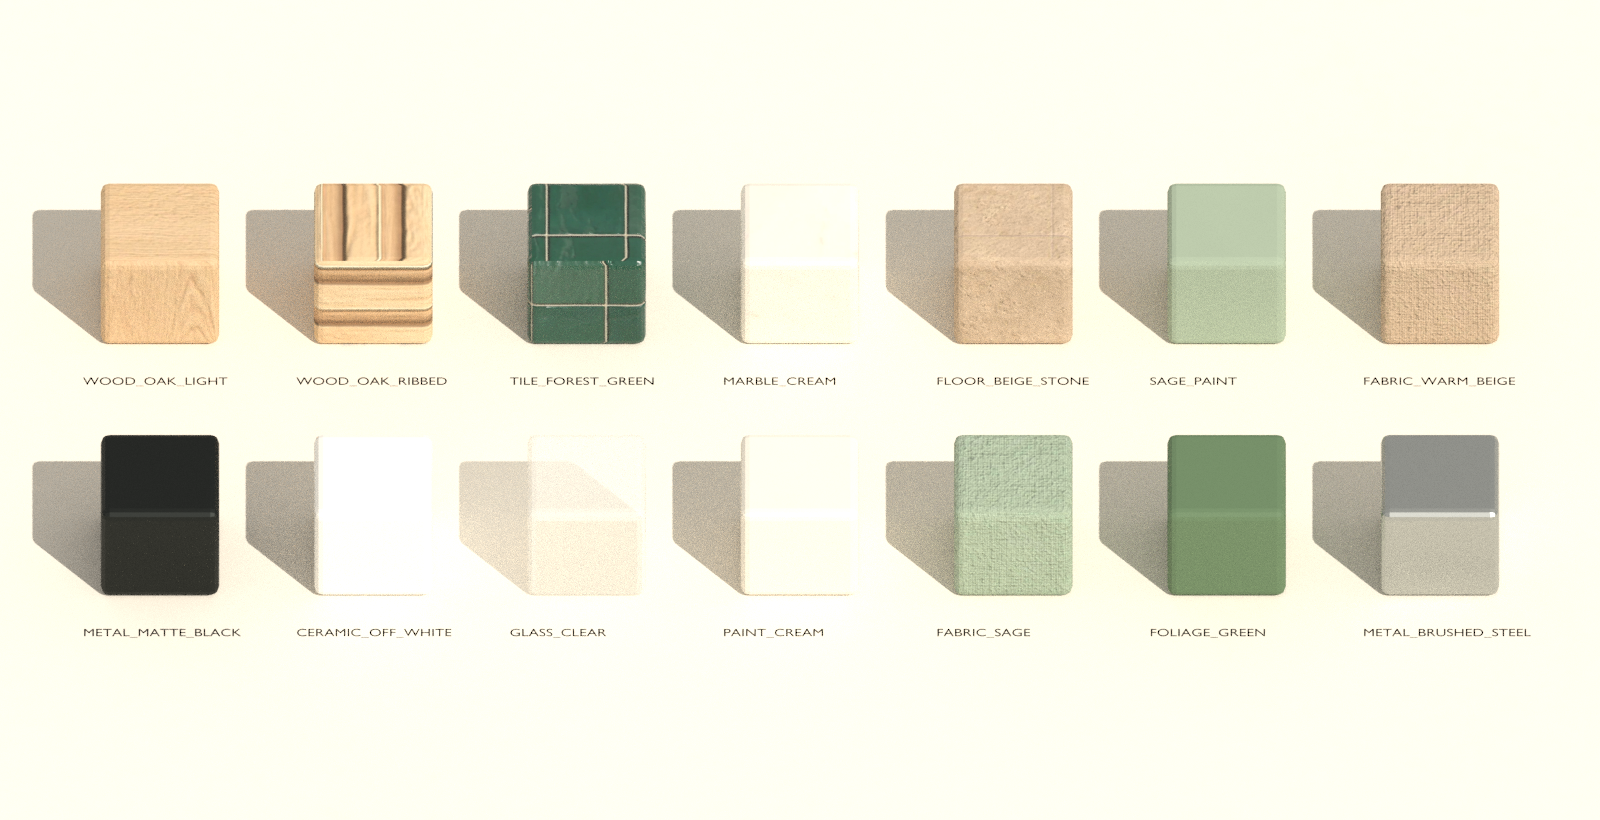 WOOD_OAK_LIGHT
WOOD_OAK_RIBBED
TILE_FOREST_GREEN
MARBLE_CREAM
FLOOR_BEIGE_STONE
SAGE_PAINT
FABRIC_WARM_BEIGE
METAL_MATTE_BLACK
CERAMIC_OFF_WHITE
GLASS_CLEAR
PAINT_CREAM
FABRIC_SAGE
FOLIAGE_GREEN
METAL_BRUSHED_STEEL